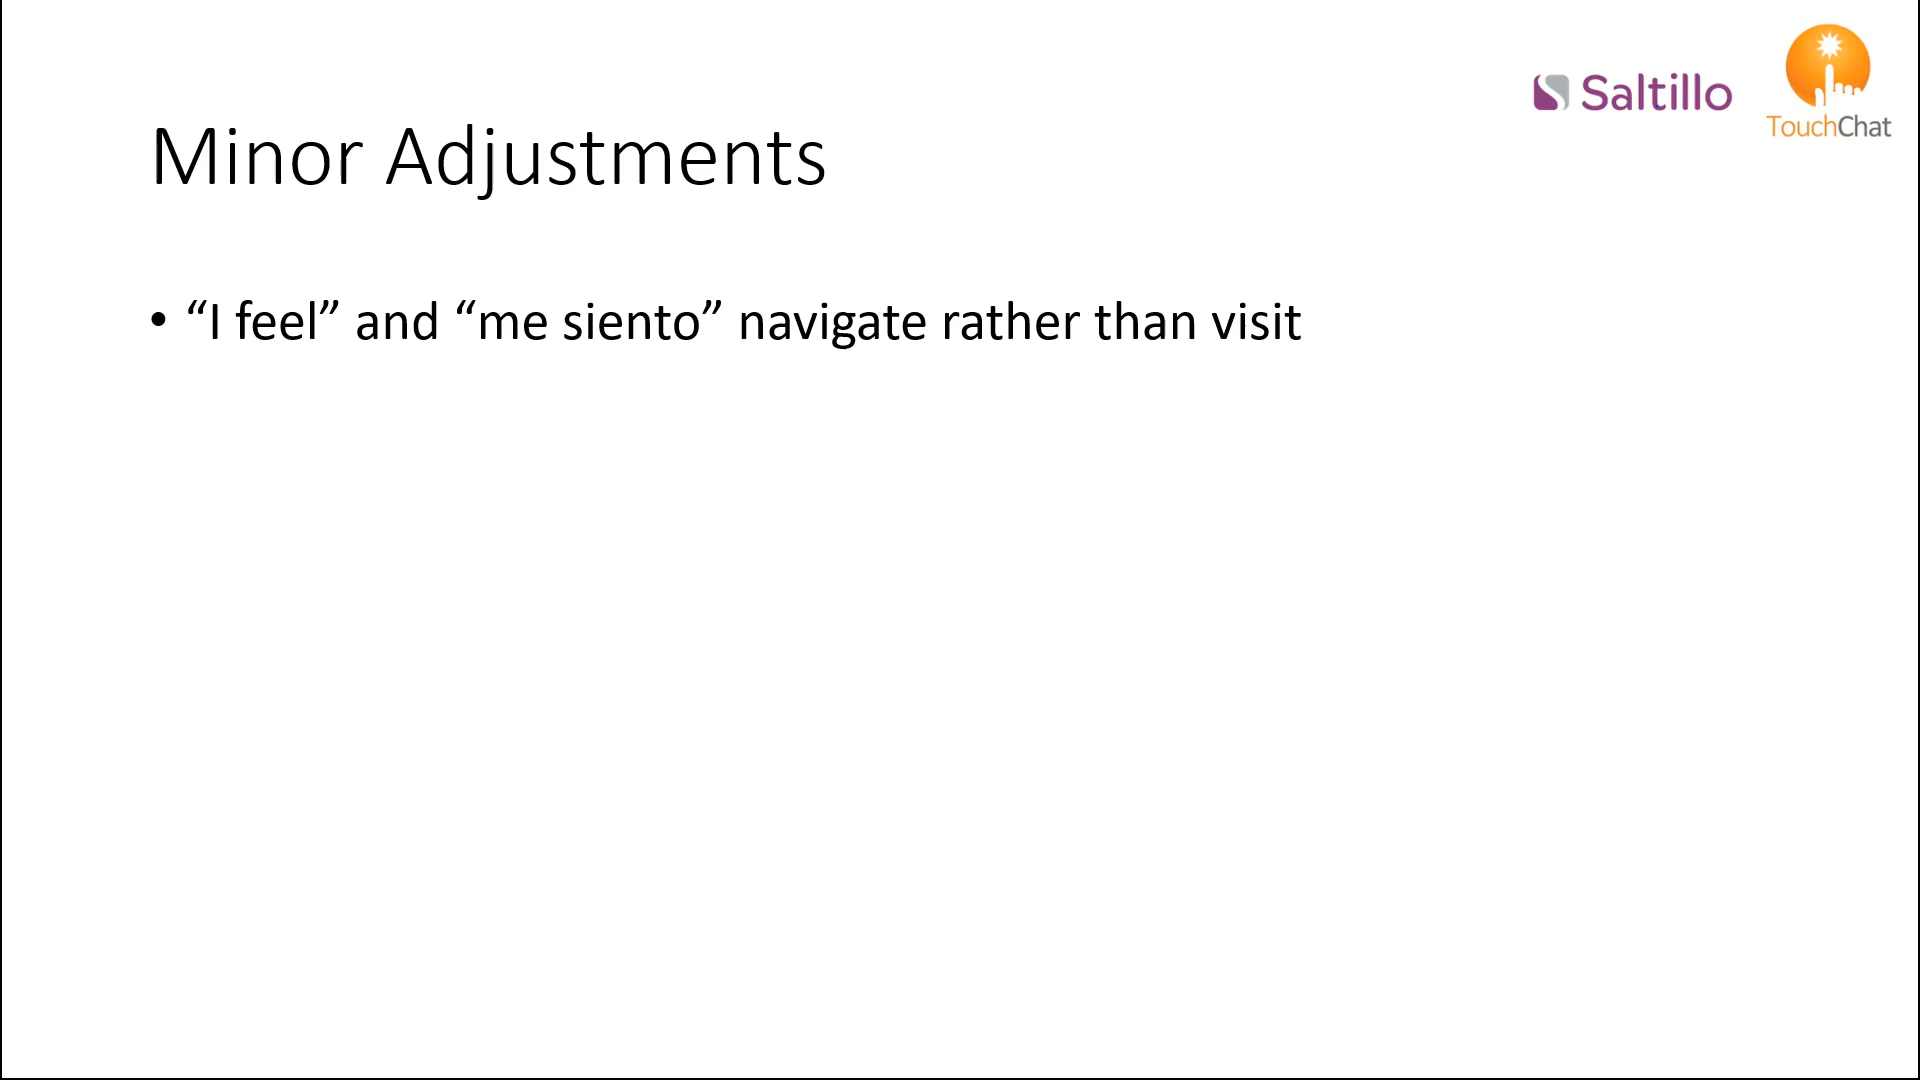 Saltillo
TouchChat
Minor Adjustments
• “I feel” and “me siento” navigate rather than visit